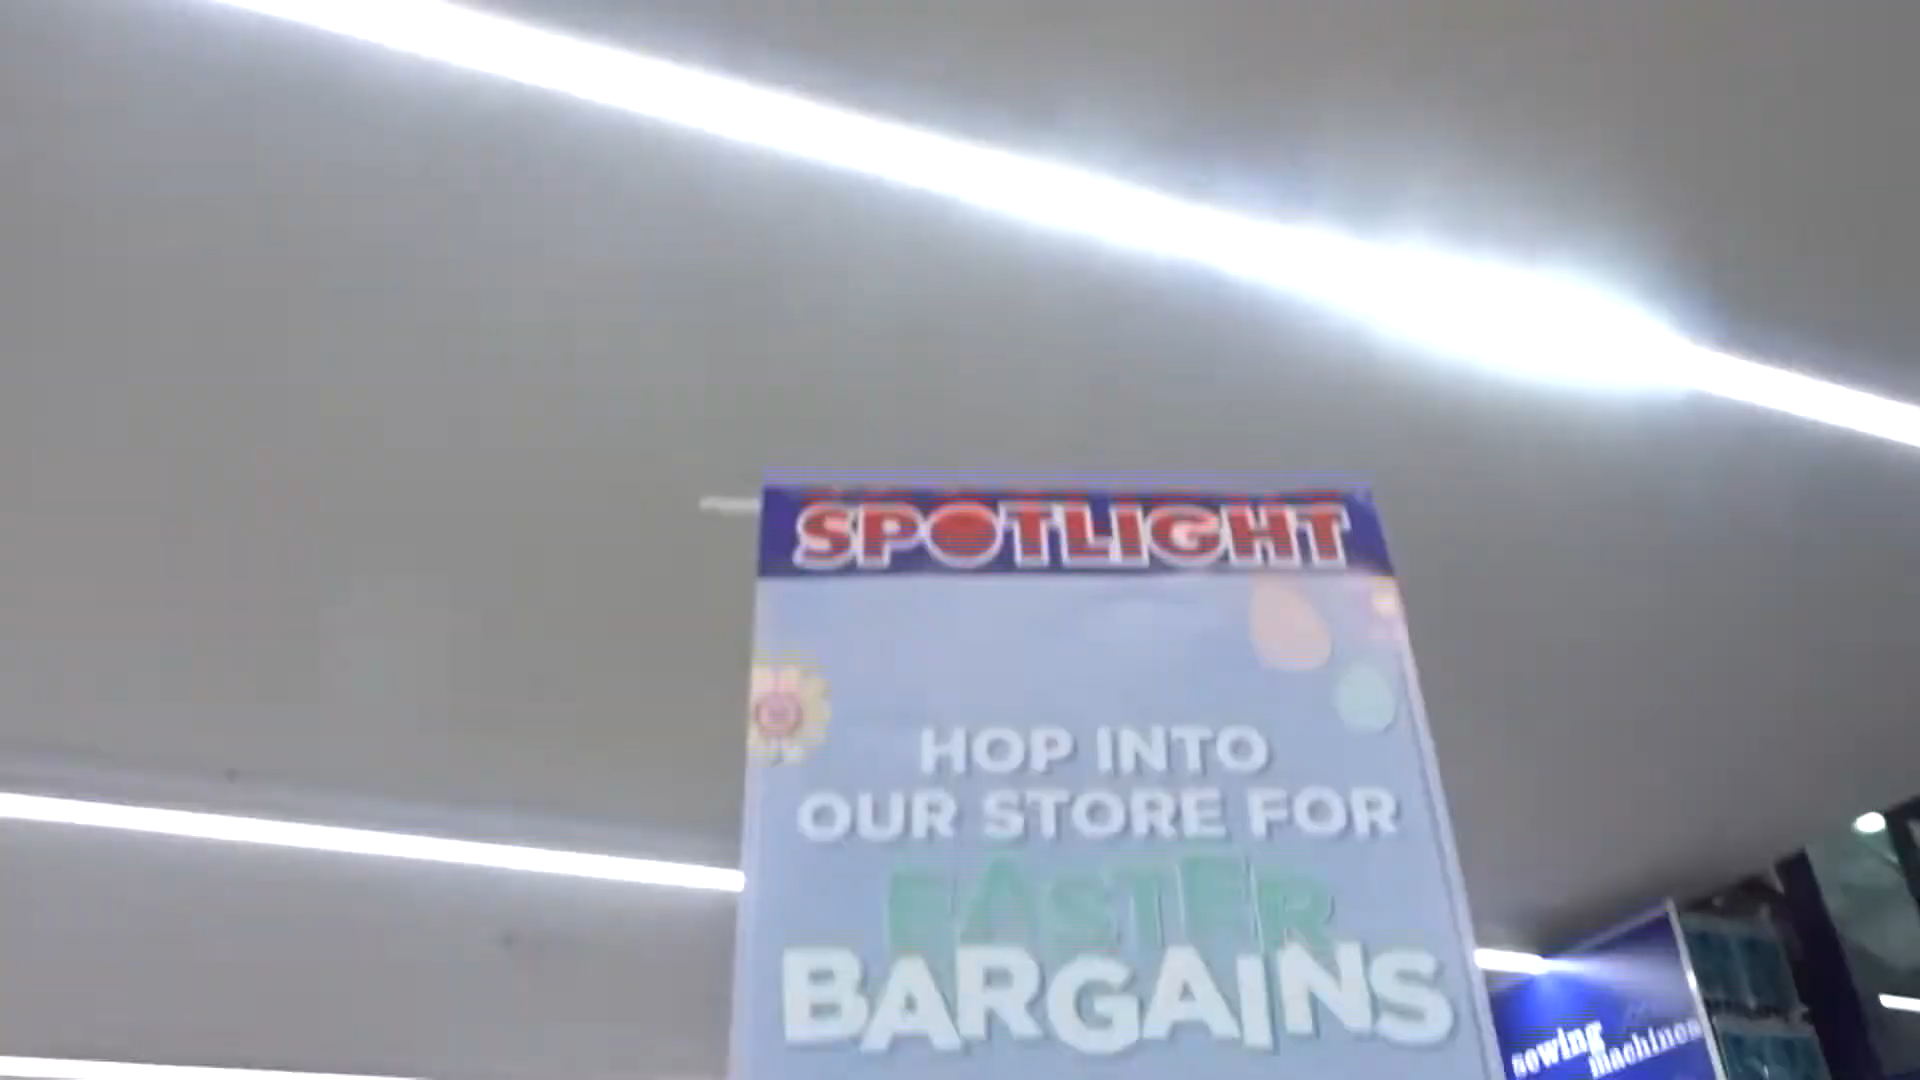 SPOTLIGHT
HOP INTO
OUR STORE FOR
EASTER
BARGAINS
sewing
machines